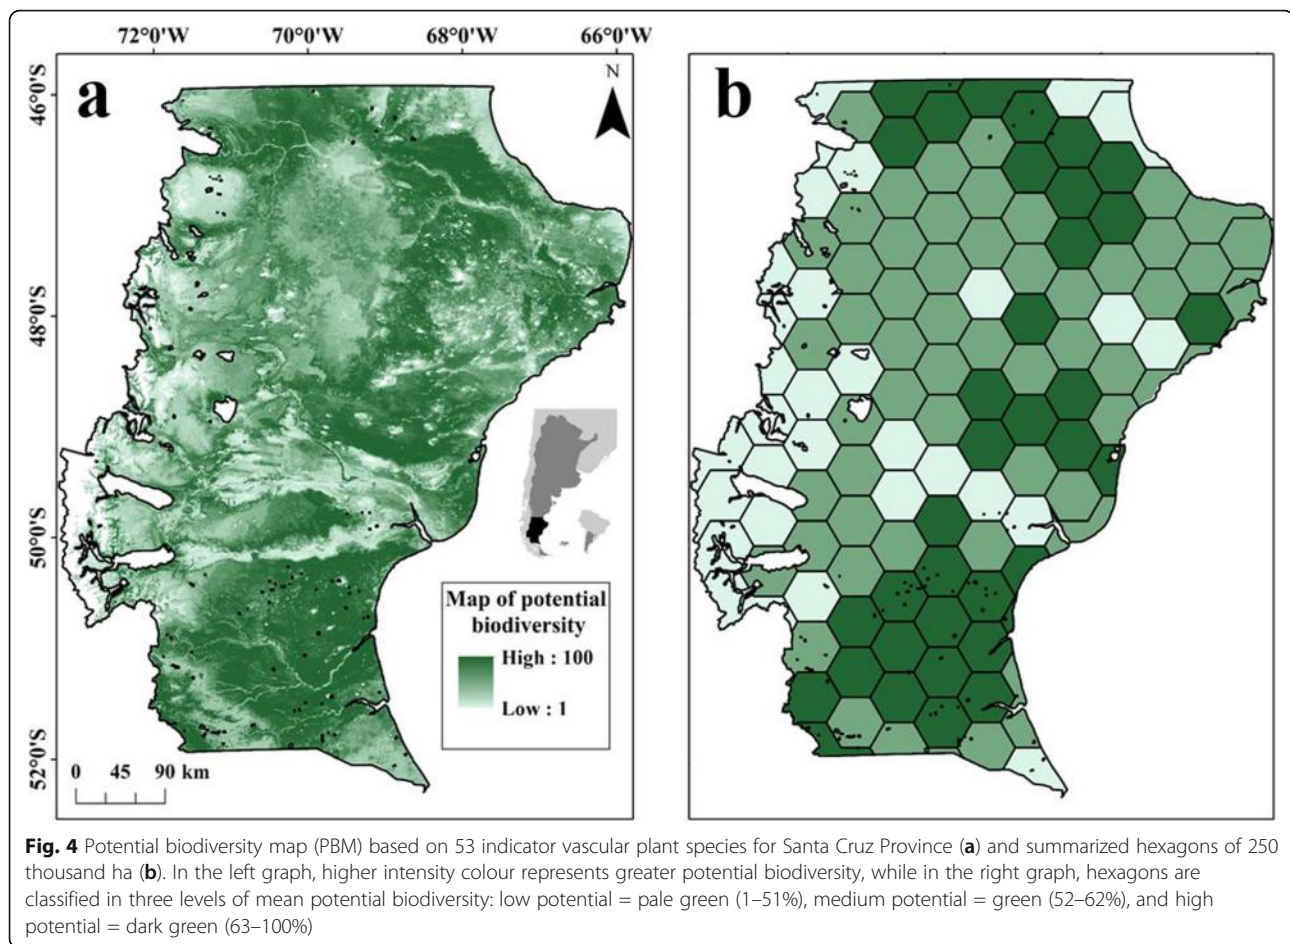 72°0'W 70°0'W 68°0'W 66°0'W
a
N
b
46°0'S
48°0'S
50°0'S
52°0'S
Map of potential
biodiversity
High : 100
Low : 1
0 45 90 km
Fig. 4 Potential biodiversity map (PBM) based on 53 indicator vascular plant species for Santa Cruz Province (a) and summarized hexagons of 250
thousand ha (b). In the left graph, higher intensity colour represents greater potential biodiversity, while in the right graph, hexagons are
classified in three levels of mean potential biodiversity: low potential = pale green (1–51%), medium potential = green (52–62%), and high
potential = dark green (63–100%)